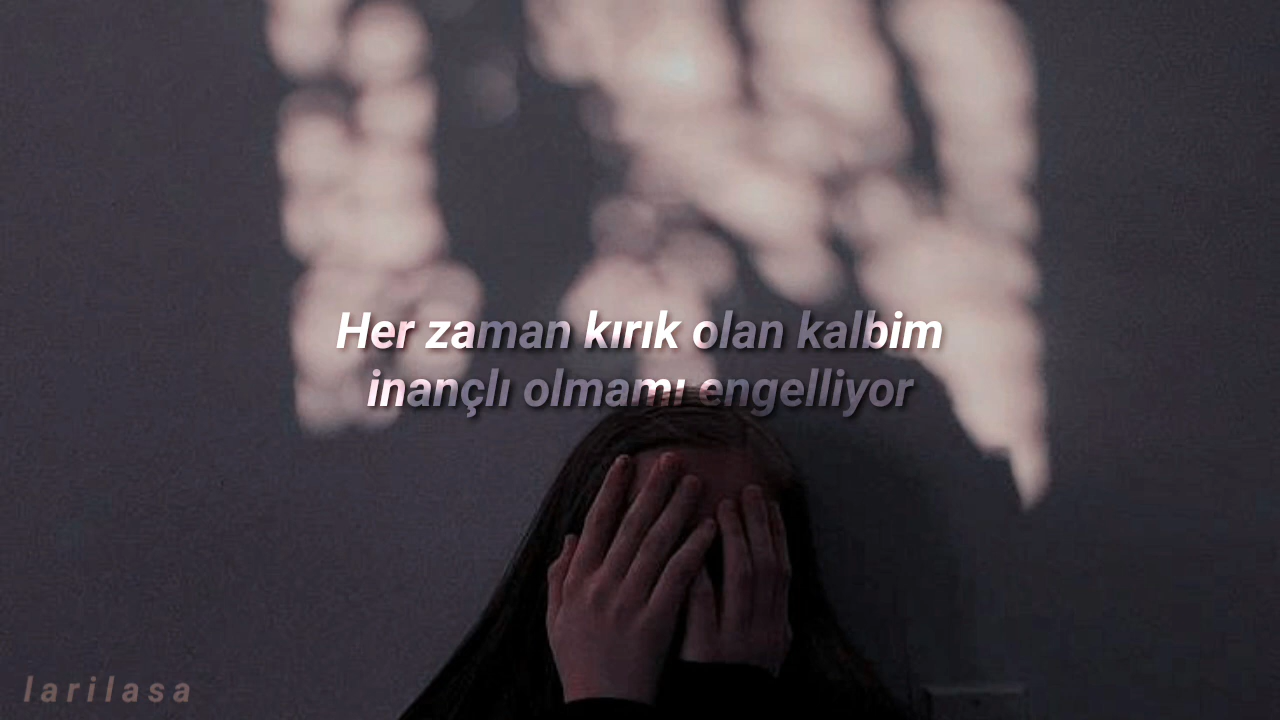 Her zaman kırık olan kalbim
inançlı olmamı engelliyor
larilasa